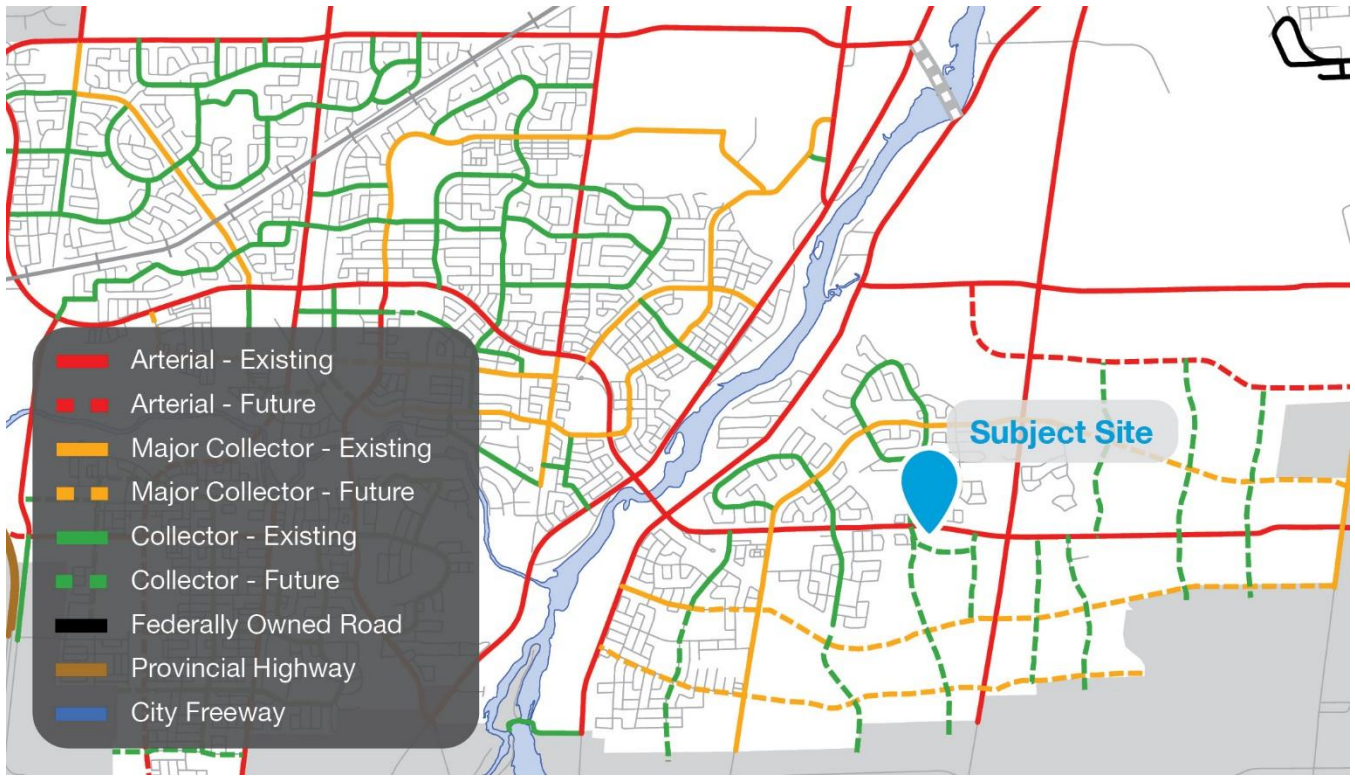 Arterial - Existing
Arterial - Future
Major Collector - Existing
Major Collector - Future
Collector - Existing
Collector - Future
Federally Owned Road
Provincial Highway
City Freeway
Subject Site